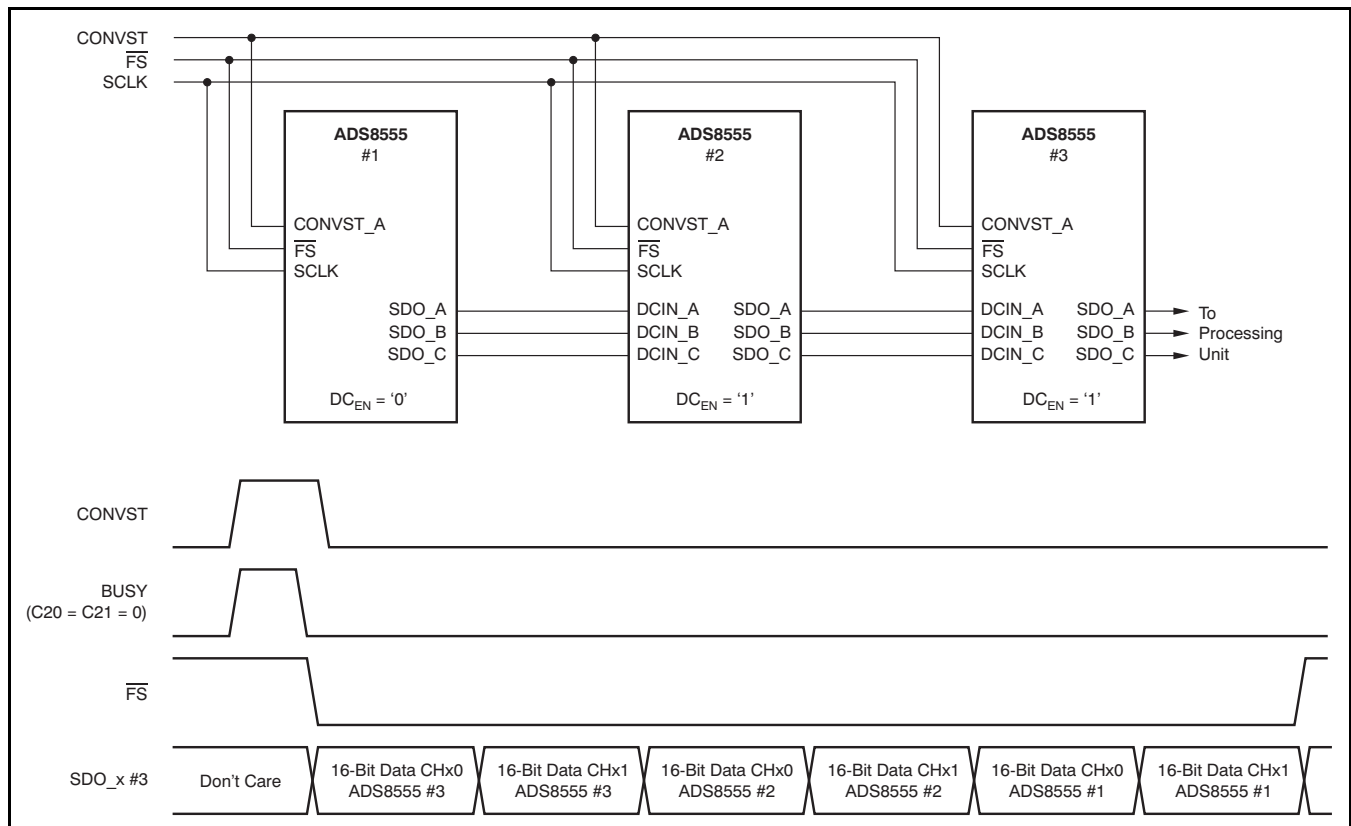 CONVST
FS
SCLK
ADS8555
#1
CONVST_A
FS
SCLK
SDO_A
SDO_B
SDO_C
DCEN = ‘0’
ADS8555
#2
CONVST_A
FS
SCLK
DCIN_A SDO_A
DCIN_B SDO_B
DCIN_C SDO_C
DCEN = ‘1’
ADS8555
#3
CONVST_A
FS
SCLK
DCIN_A SDO_A
DCIN_B SDO_B
DCIN_C SDO_C
DCEN = ‘1’
To
Processing
Unit
CONVST
BUSY
(C20 = C21 = 0)
FS
SDO_x #3
Don’t Care
16-Bit Data CHx0
ADS8555 #3
16-Bit Data CHx1
ADS8555 #3
16-Bit Data CHx0
ADS8555 #2
16-Bit Data CHx1
ADS8555 #2
16-Bit Data CHx0
ADS8555 #1
16-Bit Data CHx1
ADS8555 #1